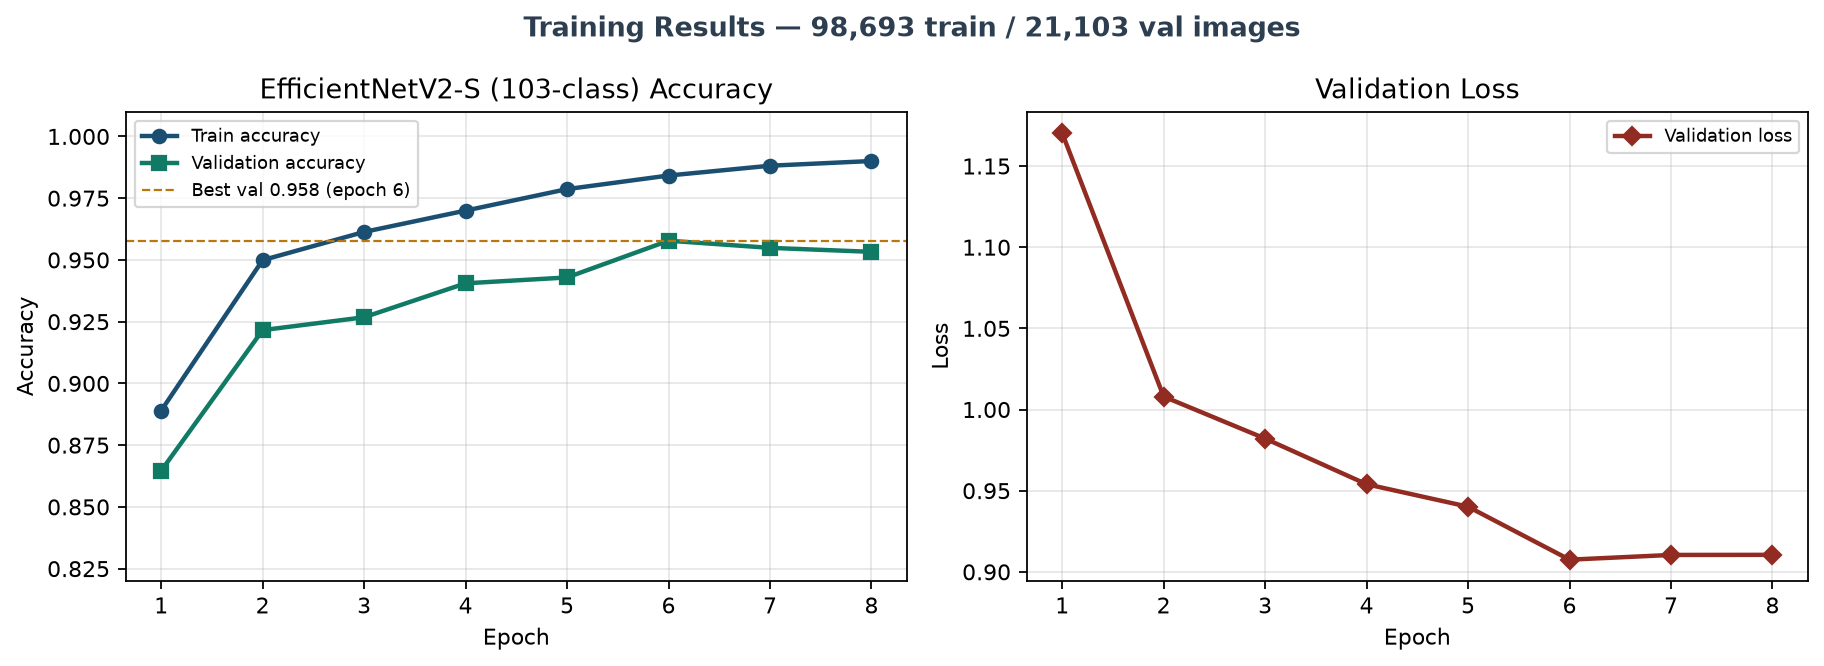 Training Results — 98,693 train / 21,103 val images
EfficientNetV2-S (103-class) Accuracy
Train accuracy
Validation accuracy
Best val 0.958 (epoch 6)
1.000
0.975
0.950
0.925
0.900
0.875
0.850
0.825
Accuracy
1 2 3 4 5 6 7 8
Epoch
Validation Loss
Validation loss
1.15
1.10
1.05
1.00
0.95
0.90
Loss
1 2 3 4 5 6 7 8
Epoch